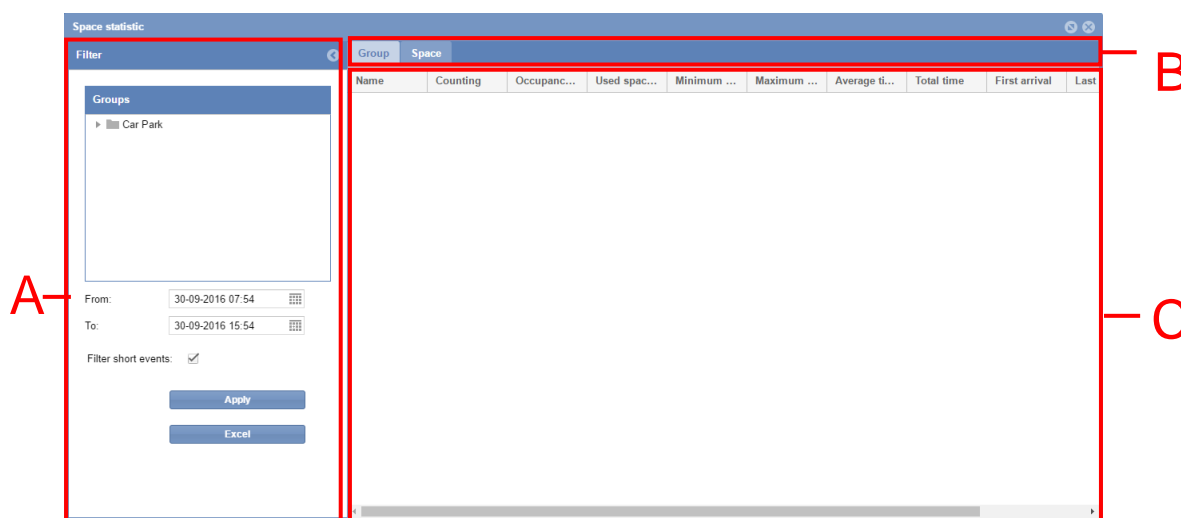 Space statistic
Filter
Group Space
B
Name Counting Occupanc... Used spac... Minimum ... Maximum ... Average ti... Total time First arrival Last
Groups
Car Park
A
From: 30-09-2016 07:54
To: 30-09-2016 15:54
Filter short events:
Apply
Excel